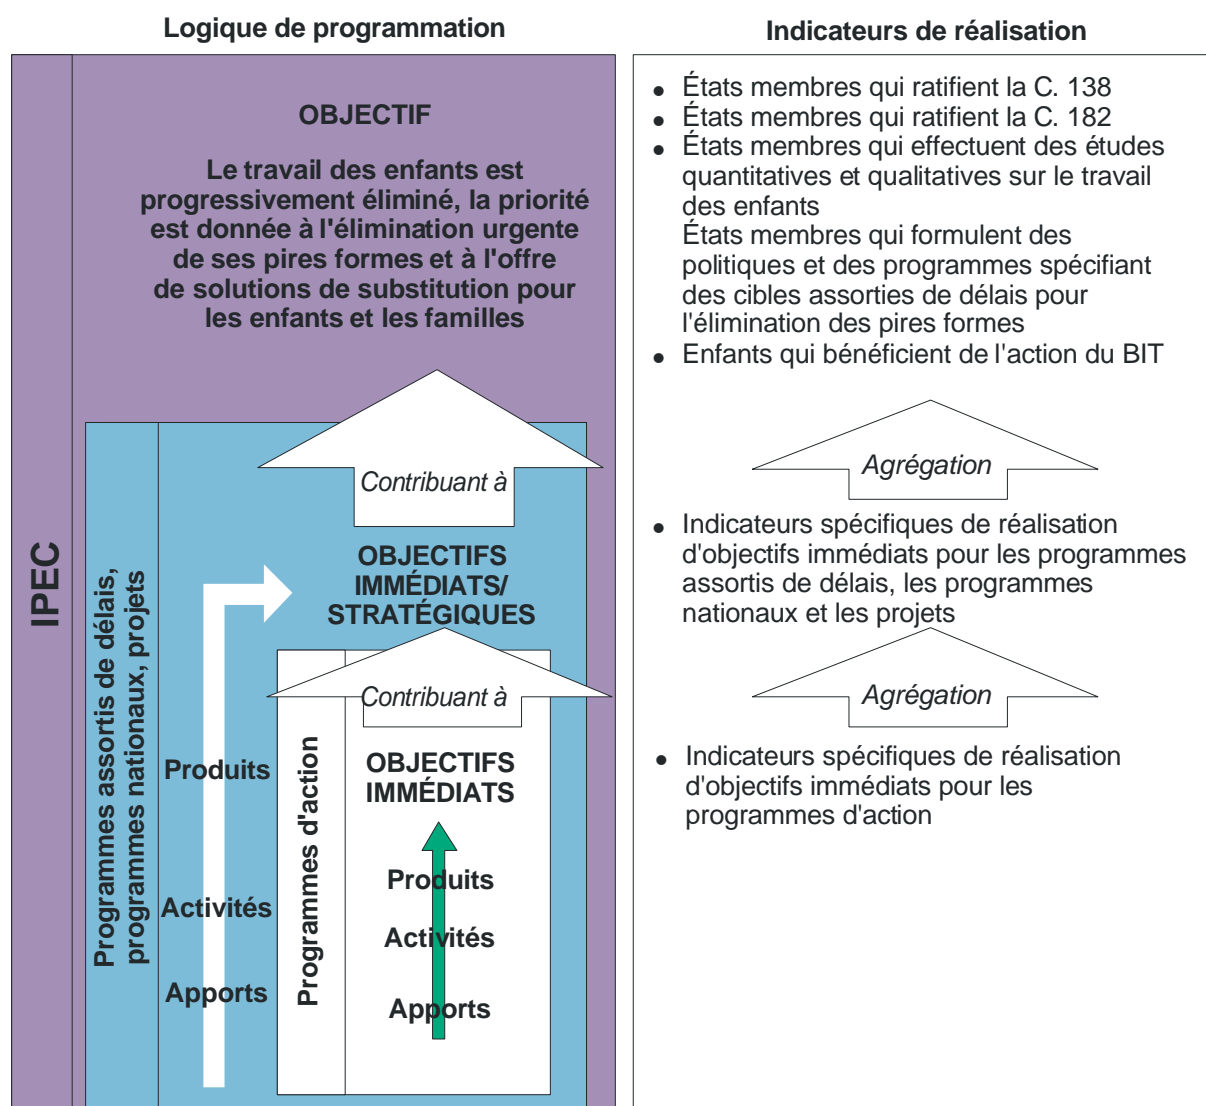 Logique de programmation
IPEC
OBJECTIF
Le travail des enfants est
progressivement éliminé, la priorité
est donnée à l'élimination urgente
de ses pires formes et à l'offre
de solutions de substitution pour
les enfants et les familles
Contribuant à
Programmes assortis de délais,
programmes nationaux, projets
OBJECTIFS
IMMÉDIATS/
STRATÉGIQUES
Produits
Activités
Apports
Programmes d'action
Contribuant à
OBJECTIFS
IMMÉDIATS
Produits
Activités
Apports
Indicateurs de réalisation
• États membres qui ratifient la C. 138
• États membres qui ratifient la C. 182
• États membres qui effectuent des études
quantitatives et qualitatives sur le travail
des enfants
États membres qui formulent des
politiques et des programmes spécifiant
des cibles assorties de délais pour
l'élimination des pires formes
• Enfants qui bénéficient de l'action du BIT
Agrégation
• Indicateurs spécifiques de réalisation
d'objectifs immédiats pour les programmes
assortis de délais, les programmes
nationaux et les projets
Agrégation
• Indicateurs spécifiques de réalisation
d'objectifs immédiats pour les
programmes d'action